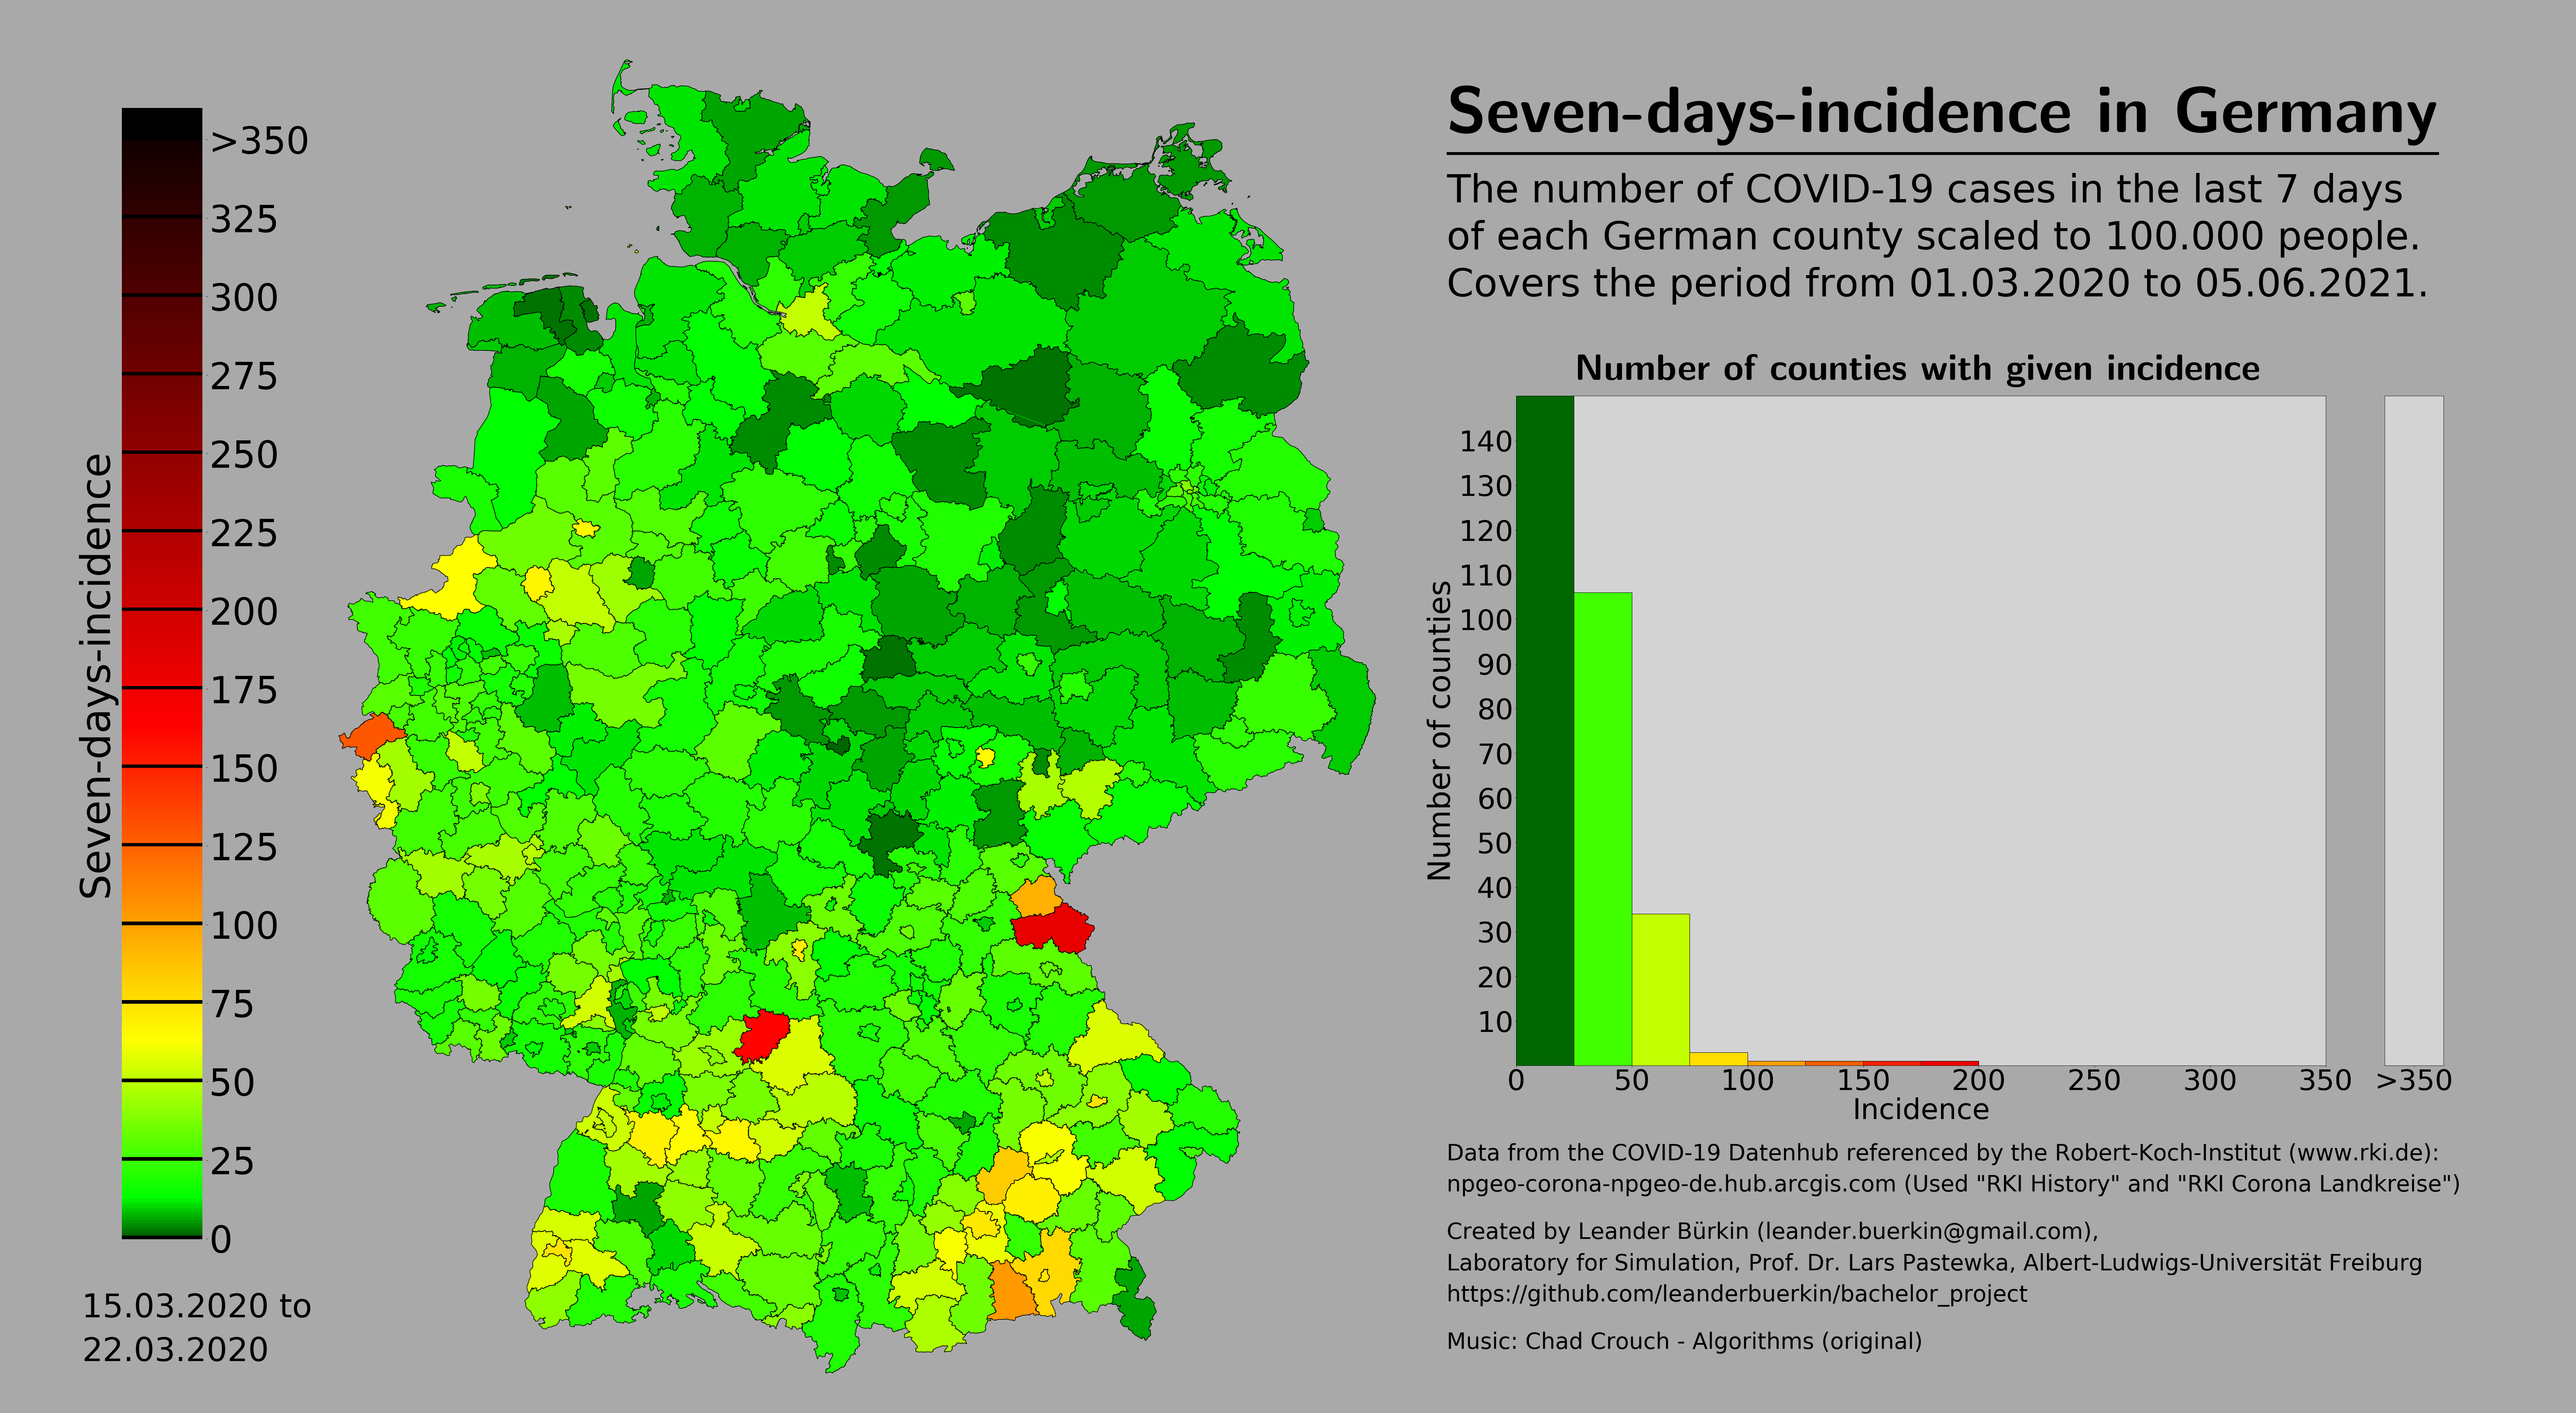 Seven-days-incidence in Germany
The number of COVID-19 cases in the last 7 days
of each German county scaled to 100.000 people.
Covers the period from 01.03.2020 to 05.06.2021.
Seven-days-incidence
>350
325
300
275
250
225
200
175
150
125
100
75
50
25
0
15.03.2020 to
22.03.2020
Number of counties with given incidence
Number of counties
140
130
120
110
100
90
80
70
60
50
40
30
20
10
0 50 100 150 200 250 300 350 >350
Incidence
Data from the COVID-19 Datenhub referenced by the Robert-Koch-Institut (www.rki.de):
npgeo-corona-npgeo-de.hub.arcgis.com (Used "RKI History" and "RKI Corona Landkreise")
Created by Leander Bürkin (leander.buerkin@gmail.com),
Laboratory for Simulation, Prof. Dr. Lars Pastewka, Albert-Ludwigs-Universität Freiburg
https://github.com/leanderbuerkin/bachelor_project
Music: Chad Crouch - Algorithms (original)